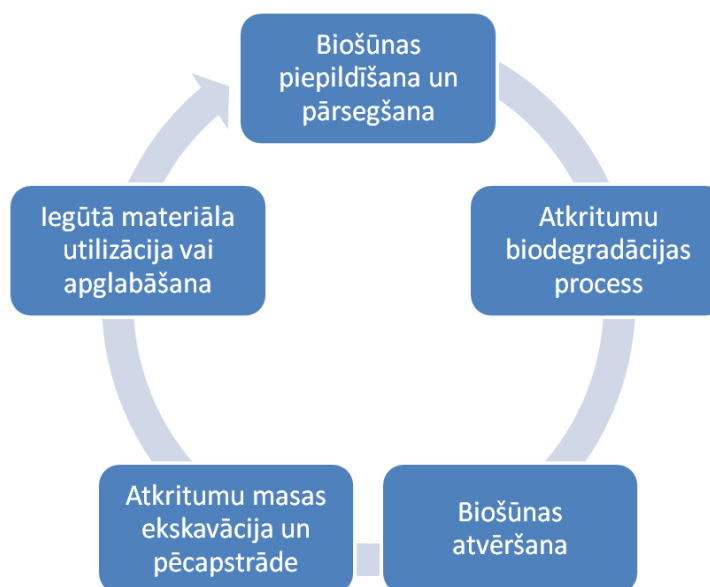 Biošūnas
piepildīšana un
pārsegšana
Atkritumu
biodegradācijas
process
Biošūnas
atvēršana
Atkritumu masas
ekskavācija un
pēcapstrāde
Iegūtā materiāla
utilizācija vai
apglabāšana